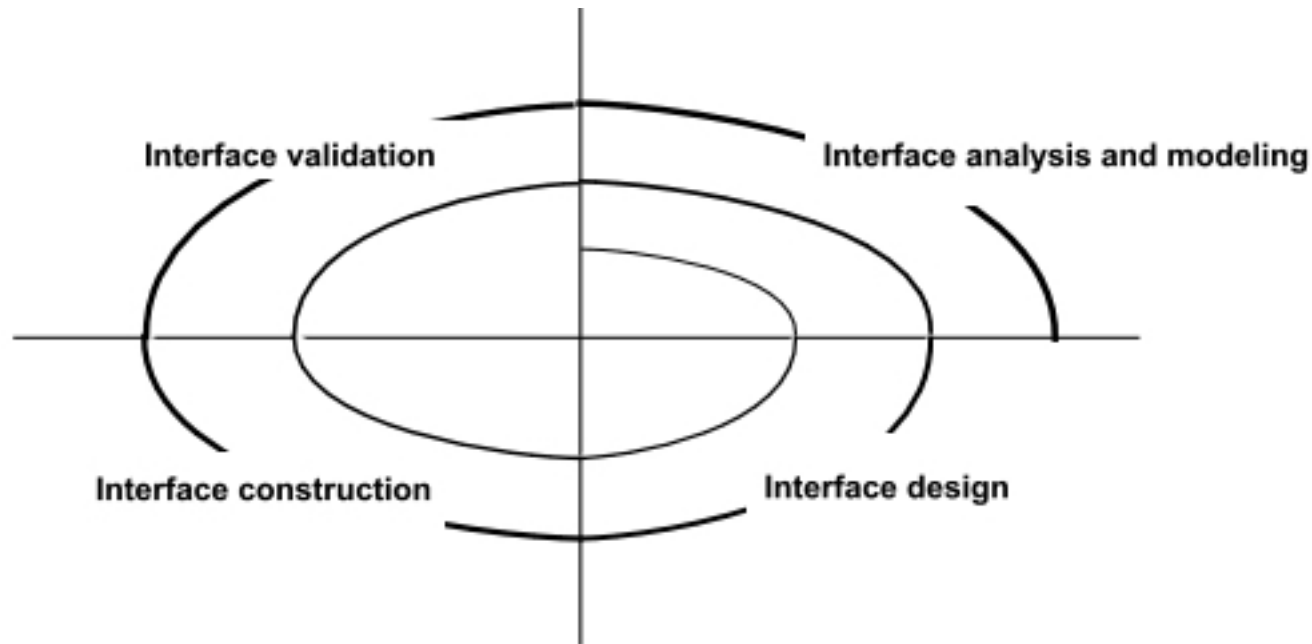 Interface validation
Interface analysis and modeling
Interface construction
Interface design